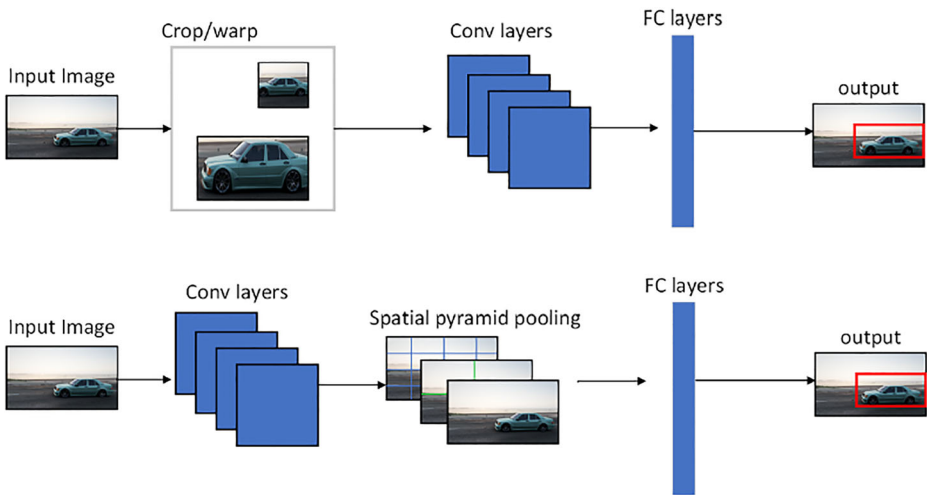 Crop/warp
Conv layers
FC layers
Input Image
output
Conv layers
FC layers
Input Image
Spatial pyramid pooling
output